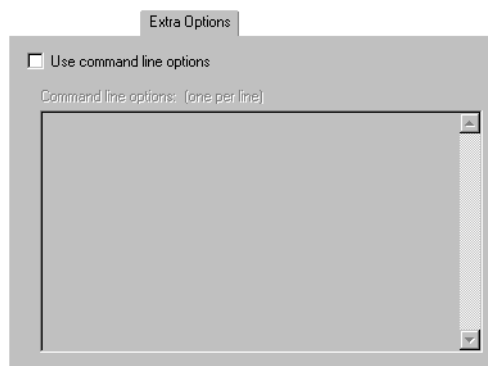 Extra Options
Use command line options
Command line options: (one per line)